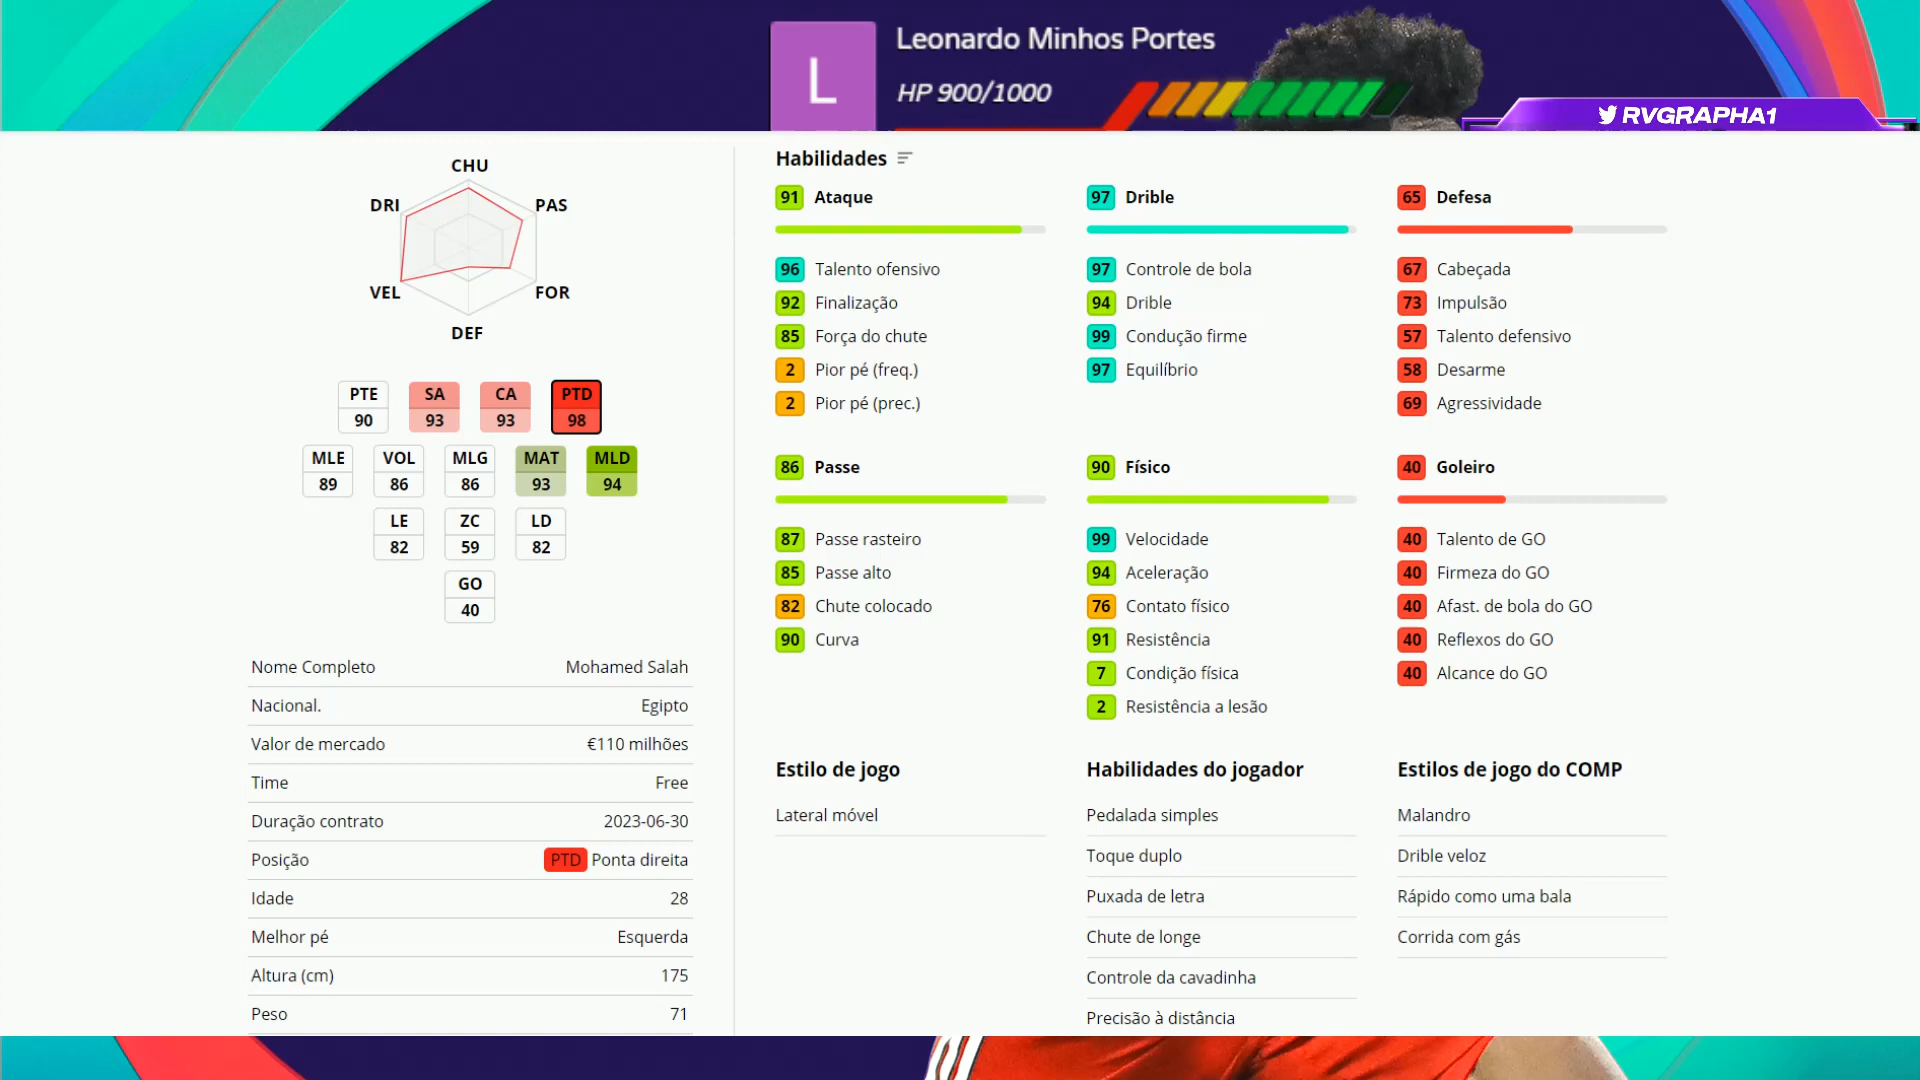 Leonardo Minhos Portes
L
HP 900/1000
RVGRAPHA1
CHU
DRI
PAS
VEL
FOR
DEF
PTE
SA
CA
PTD
90
93
93
98
MLE
VOL
MLG
MAT
MLD
89
86
86
93
94
LE
ZC
LD
82
59
82
GO
40
Nome Completo Mohamed Salah
Nacional. Egipto
Valor de mercado €110 milhões
Time Free
Duração contrato 2023-06-30
Posição PTD Ponta direita
Idade 28
Melhor pé Esquerda
Altura (cm) 175
Peso 71
Habilidades
91 Ataque
96 Talento ofensivo
92 Finalização
85 Força do chute
2 Pior pé (freq.)
2 Pior pé (prec.)
97 Drible
97 Controle de bola
94 Drible
99 Condução firme
97 Equilíbrio
65 Defesa
67 Cabeçada
73 Impulsão
57 Talento defensivo
58 Desarme
69 Agressividade
86 Passe
87 Passe rasteiro
85 Passe alto
82 Chute colocado
90 Curva
90 Físico
99 Velocidade
94 Aceleração
76 Contato físico
91 Resistência
7 Condição física
2 Resistência a lesão
40 Goleiro
40 Talento de GO
40 Firmeza do GO
40 Afast. de bola do GO
40 Reflexos do GO
40 Alcance do GO
Estilo de jogo
Lateral móvel
Habilidades do jogador
Pedalada simples
Toque duplo
Puxada de letra
Chute de longe
Controle da cavadinha
Precisão à distância
Estilos de jogo do COMP
Malandro
Drible veloz
Rápido como uma bala
Corrida com gás